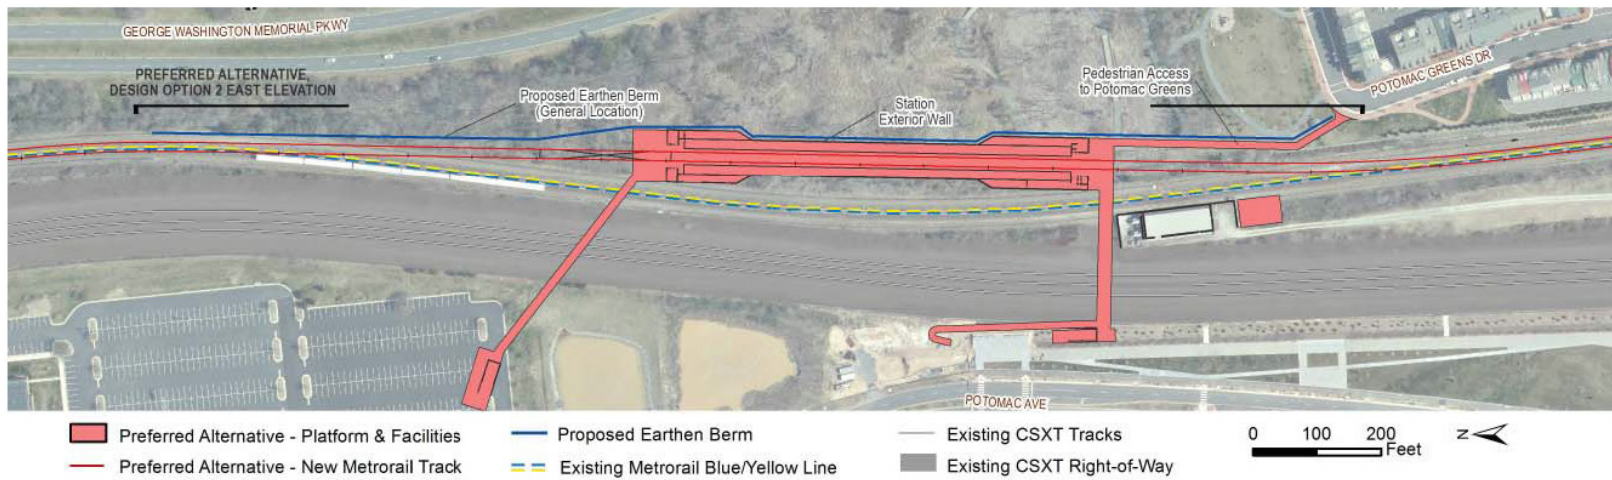 GEORGE WASHINGTON MEMORIAL PKWY
PREFERRED ALTERNATIVE,
DESIGN OPTION 2 EAST ELEVATION
Proposed Earthen Berm
(General Location)
Station
Exterior Wall
Pedestrian Access
to Potomac Greens
POTOMAC GREENS DR
POTOMAC AVE
Preferred Alternative - Platform & Facilities
Preferred Alternative - New Metrorail Track
Proposed Earthen Berm
Existing Metrorail Blue/Yellow Line
Existing CSXT Tracks
Existing CSXT Right-of-Way
0 100 200
Feet
N